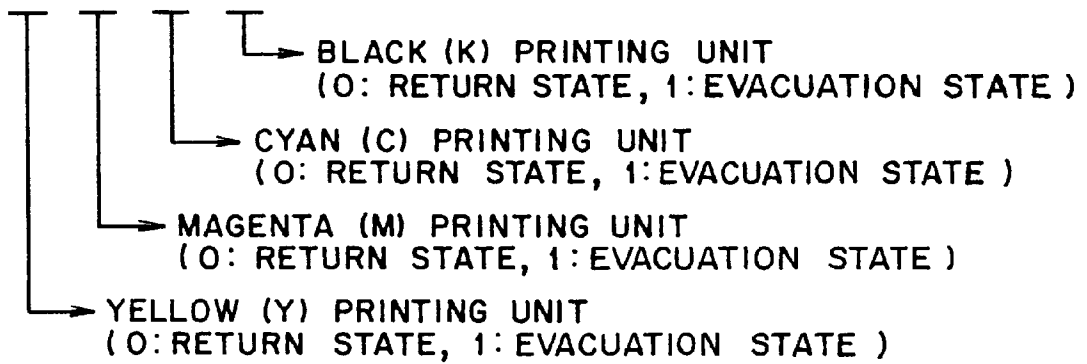 BLACK (K) PRINTING UNIT
(0: RETURN STATE, 1: EVACUATION STATE )
CYAN (C) PRINTING UNIT
(0: RETURN STATE, 1: EVACUATION STATE )
MAGENTA (M) PRINTING UNIT
(0: RETURN STATE, 1: EVACUATION STATE )
YELLOW (Y) PRINTING UNIT
(0: RETURN STATE, 1: EVACUATION STATE )